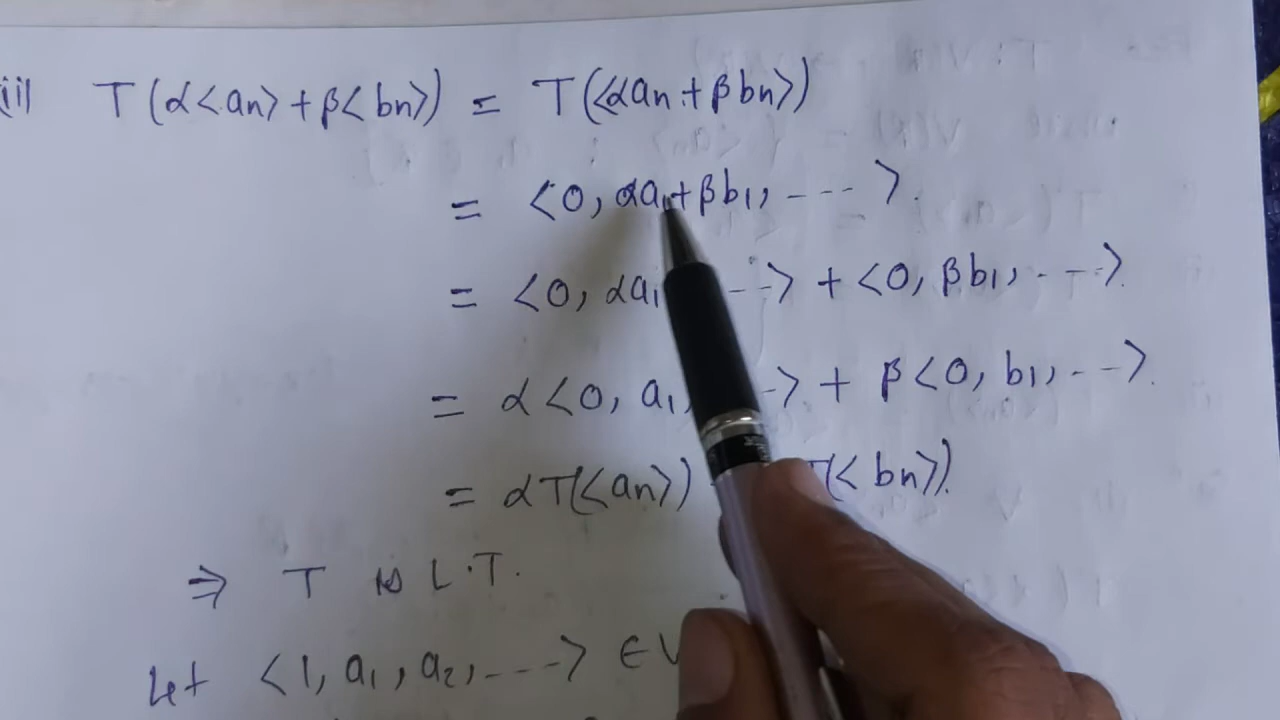 (ii) T(α<an> + β<bn>) = T(<αan + βbn>)
= <0, αa₁ + βb₁, ---->.
= <0, αa₁ --> + <0, βb₁, --->.
= α<0, a₁, -> + β<0, b₁, --->.
= αT(<an>) T(<bn>).
⇒ T is L.T.
Let <1, a₁, a₂, ----> ∈ V